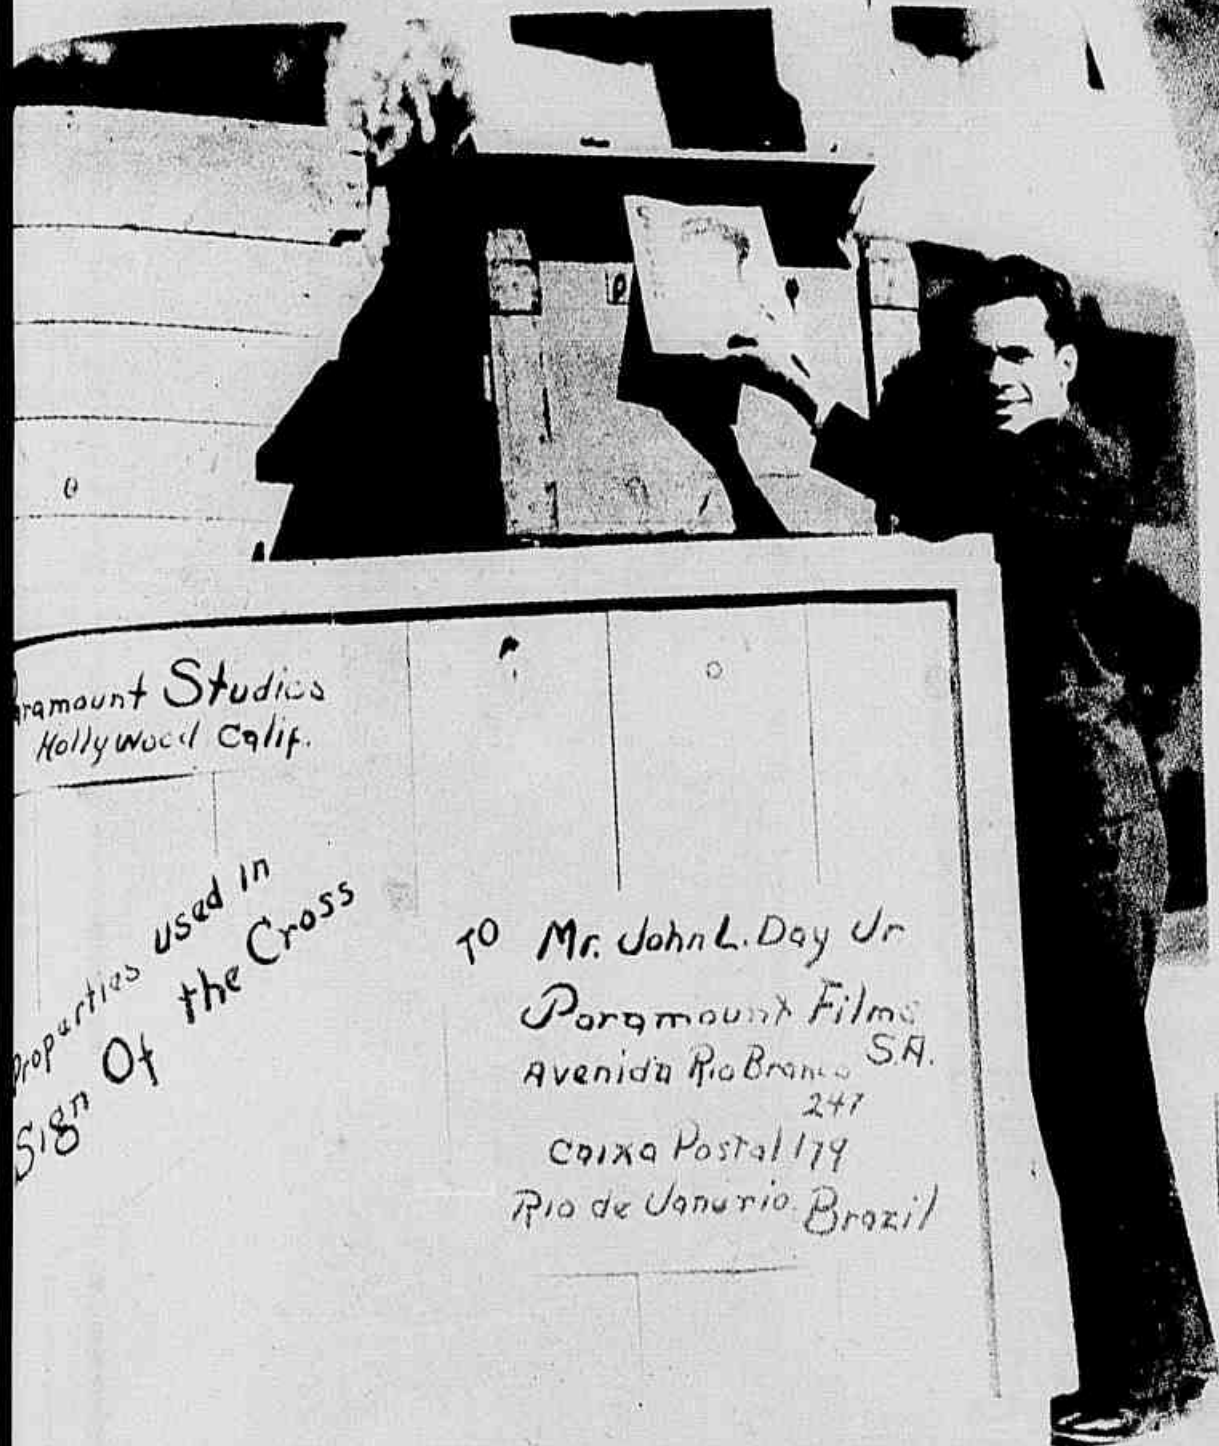 Paramount Studios
Hollywood Calif.
Properties used in
Sign Of the Cross
TO Mr. John L. Day Jr
Paramount Films
S.A.
Avenida Rio Branco
247
Caixa Postal 179
Rio de Janurio. Brazil